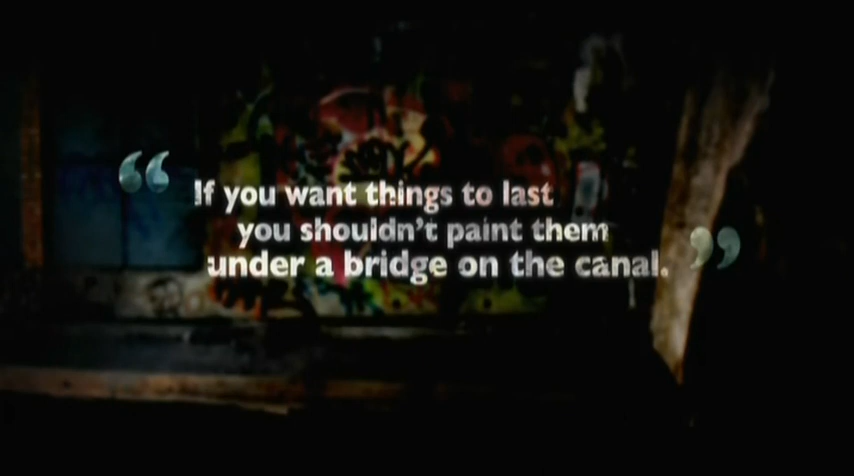 “If you want things to last
you shouldn’t paint them
under a bridge on the canal.”